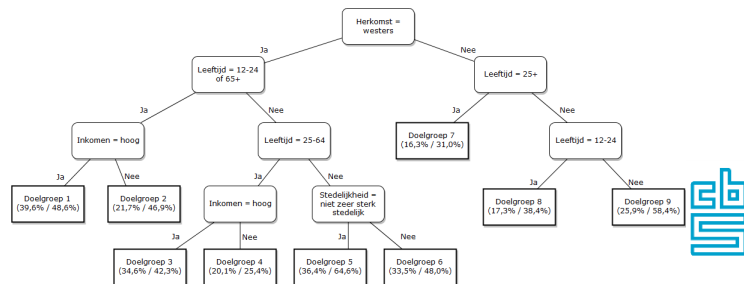 Herkomst =
westers
Ja
Nee
Leeftijd = 12-24
of 65+
Leeftijd = 25+
Ja
Nee
Ja
Nee
Inkomen = hoog
Leeftijd = 25-64
Doelgroep 7
(16,3% / 31,0%)
Leeftijd = 12-24
Ja
Nee
Ja
Nee
Ja
Nee
Doelgroep 1
(39,6% / 48,6%)
Doelgroep 2
(21,7% / 46,9%)
Inkomen = hoog
Stedelijkheid =
niet zeer sterk
stedelijk
Doelgroep 8
(17,3% / 38,4%)
Doelgroep 9
(25,9% / 58,4%)
Ja
Nee
Ja
Nee
Doelgroep 3
(34,6% / 42,3%)
Doelgroep 4
(20,1% / 25,4%)
Doelgroep 5
(36,4% / 64,6%)
Doelgroep 6
(33,5% / 48,0%)
cbs